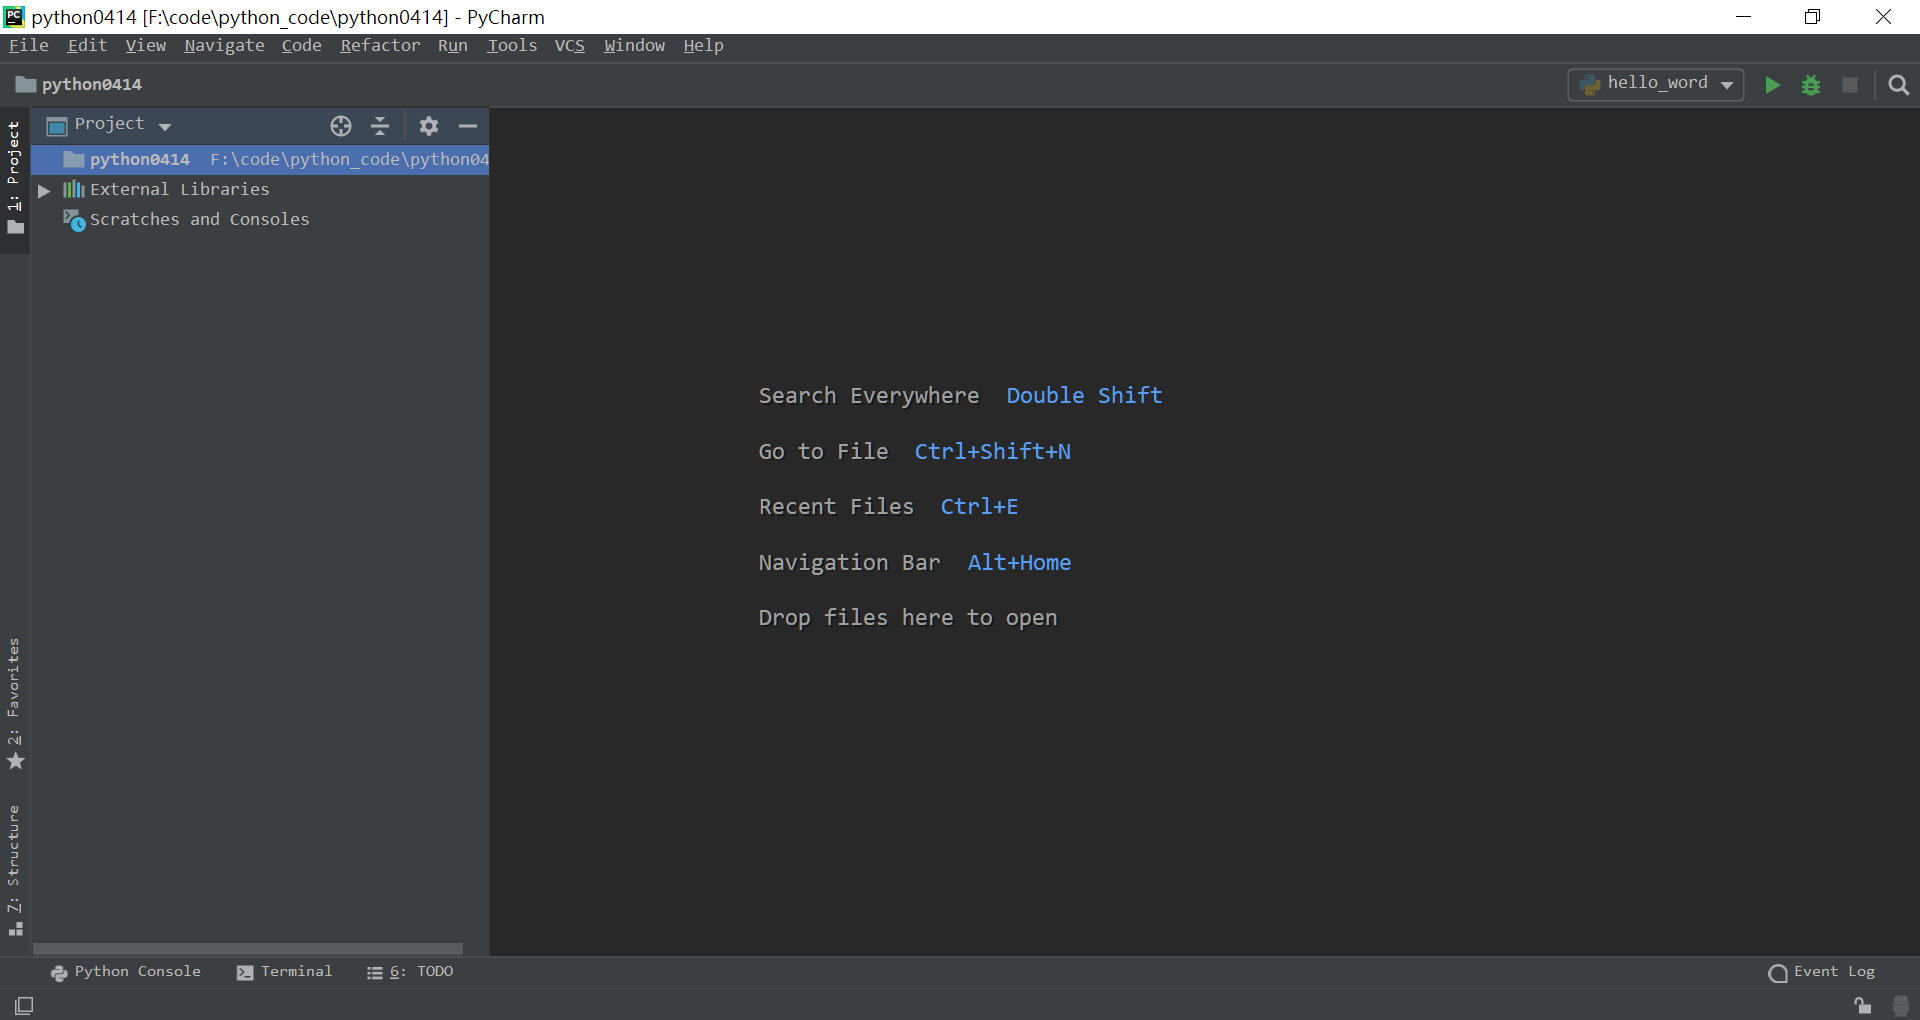 python0414 [F:\code\python_code\python0414] - PyCharm
File Edit View Navigate Code Refactor Run Tools VCS Window Help
python0414
hello_word
Project
python0414 F:\code\python_code\python04
External Libraries
Scratches and Consoles
1: Project
2: Favorites
Z: Structure
Search Everywhere Double Shift
Go to File Ctrl+Shift+N
Recent Files Ctrl+E
Navigation Bar Alt+Home
Drop files here to open
Python Console Terminal 6: TODO
Event Log